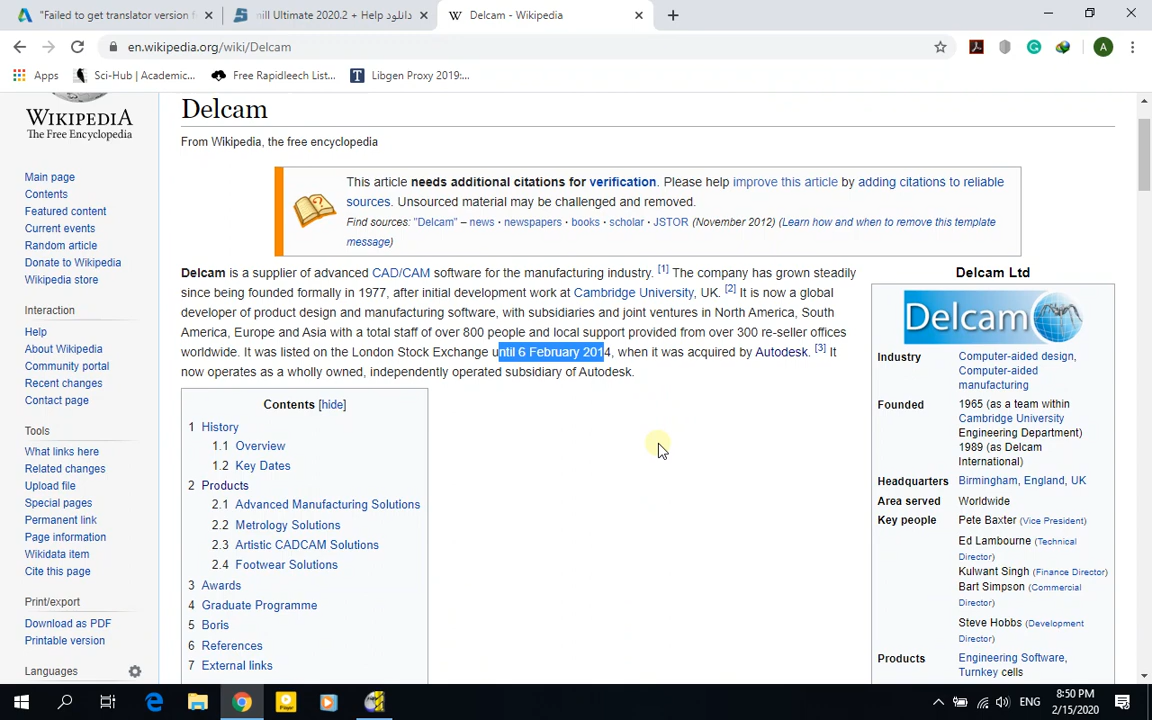 "Failed to get translator version f
دانلود mill Ultimate 2020.2 + Help
Delcam - Wikipedia
en.wikipedia.org/wiki/Delcam
Apps
Sci-Hub | Academic...
Free Rapidleech List...
Libgen Proxy 2019:...
WIKIPEDIA
The Free Encyclopedia
Main page
Contents
Featured content
Current events
Random article
Donate to Wikipedia
Wikipedia store
Interaction
Help
About Wikipedia
Community portal
Recent changes
Contact page
Tools
What links here
Related changes
Upload file
Special pages
Permanent link
Page information
Wikidata item
Cite this page
Print/export
Download as PDF
Printable version
Languages
Delcam
From Wikipedia, the free encyclopedia
This article needs additional citations for verification. Please help improve this article by adding citations to reliable
sources. Unsourced material may be challenged and removed.
Find sources: "Delcam" – news · newspapers · books · scholar · JSTOR (November 2012) (Learn how and when to remove this template
message)
Delcam is a supplier of advanced CAD/CAM software for the manufacturing industry. [1] The company has grown steadily
since being founded formally in 1977, after initial development work at Cambridge University, UK. [2] It is now a global
developer of product design and manufacturing software, with subsidiaries and joint ventures in North America, South
America, Europe and Asia with a total staff of over 800 people and local support provided from over 300 re-seller offices
worldwide. It was listed on the London Stock Exchange until 6 February 2014, when it was acquired by Autodesk. [3] It
now operates as a wholly owned, independently operated subsidiary of Autodesk.
Contents [hide]
1 History
1.1 Overview
1.2 Key Dates
2 Products
2.1 Advanced Manufacturing Solutions
2.2 Metrology Solutions
2.3 Artistic CADCAM Solutions
2.4 Footwear Solutions
3 Awards
4 Graduate Programme
5 Boris
6 References
7 External links
Delcam Ltd
Delcam
Industry Computer-aided design,
Computer-aided
manufacturing
Founded 1965 (as a team within
Cambridge University
Engineering Department)
1989 (as Delcam
International)
Headquarters Birmingham, England, UK
Area served Worldwide
Key people Pete Baxter (Vice President)
Ed Lambourne (Technical
Director)
Kulwant Singh (Finance Director)
Bart Simpson (Commercial
Director)
Steve Hobbs (Development
Director)
Products Engineering Software,
Turnkey cells
ENG
8:50 PM
2/15/2020